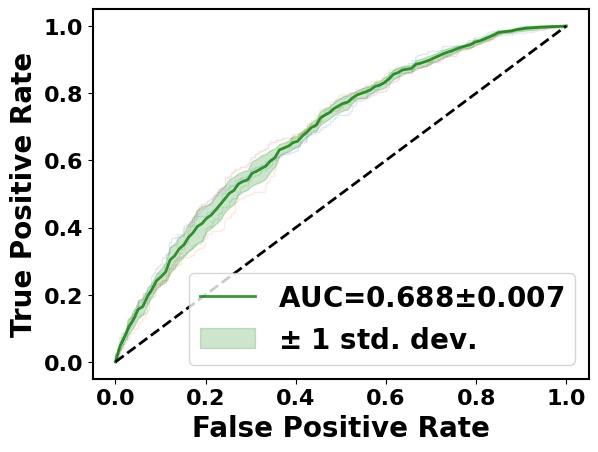 1.0
0.8
0.6
0.4
0.2
0.0
True Positive Rate
AUC=0.688±0.007
± 1 std. dev.
0.0 0.2 0.4 0.6 0.8 1.0
False Positive Rate